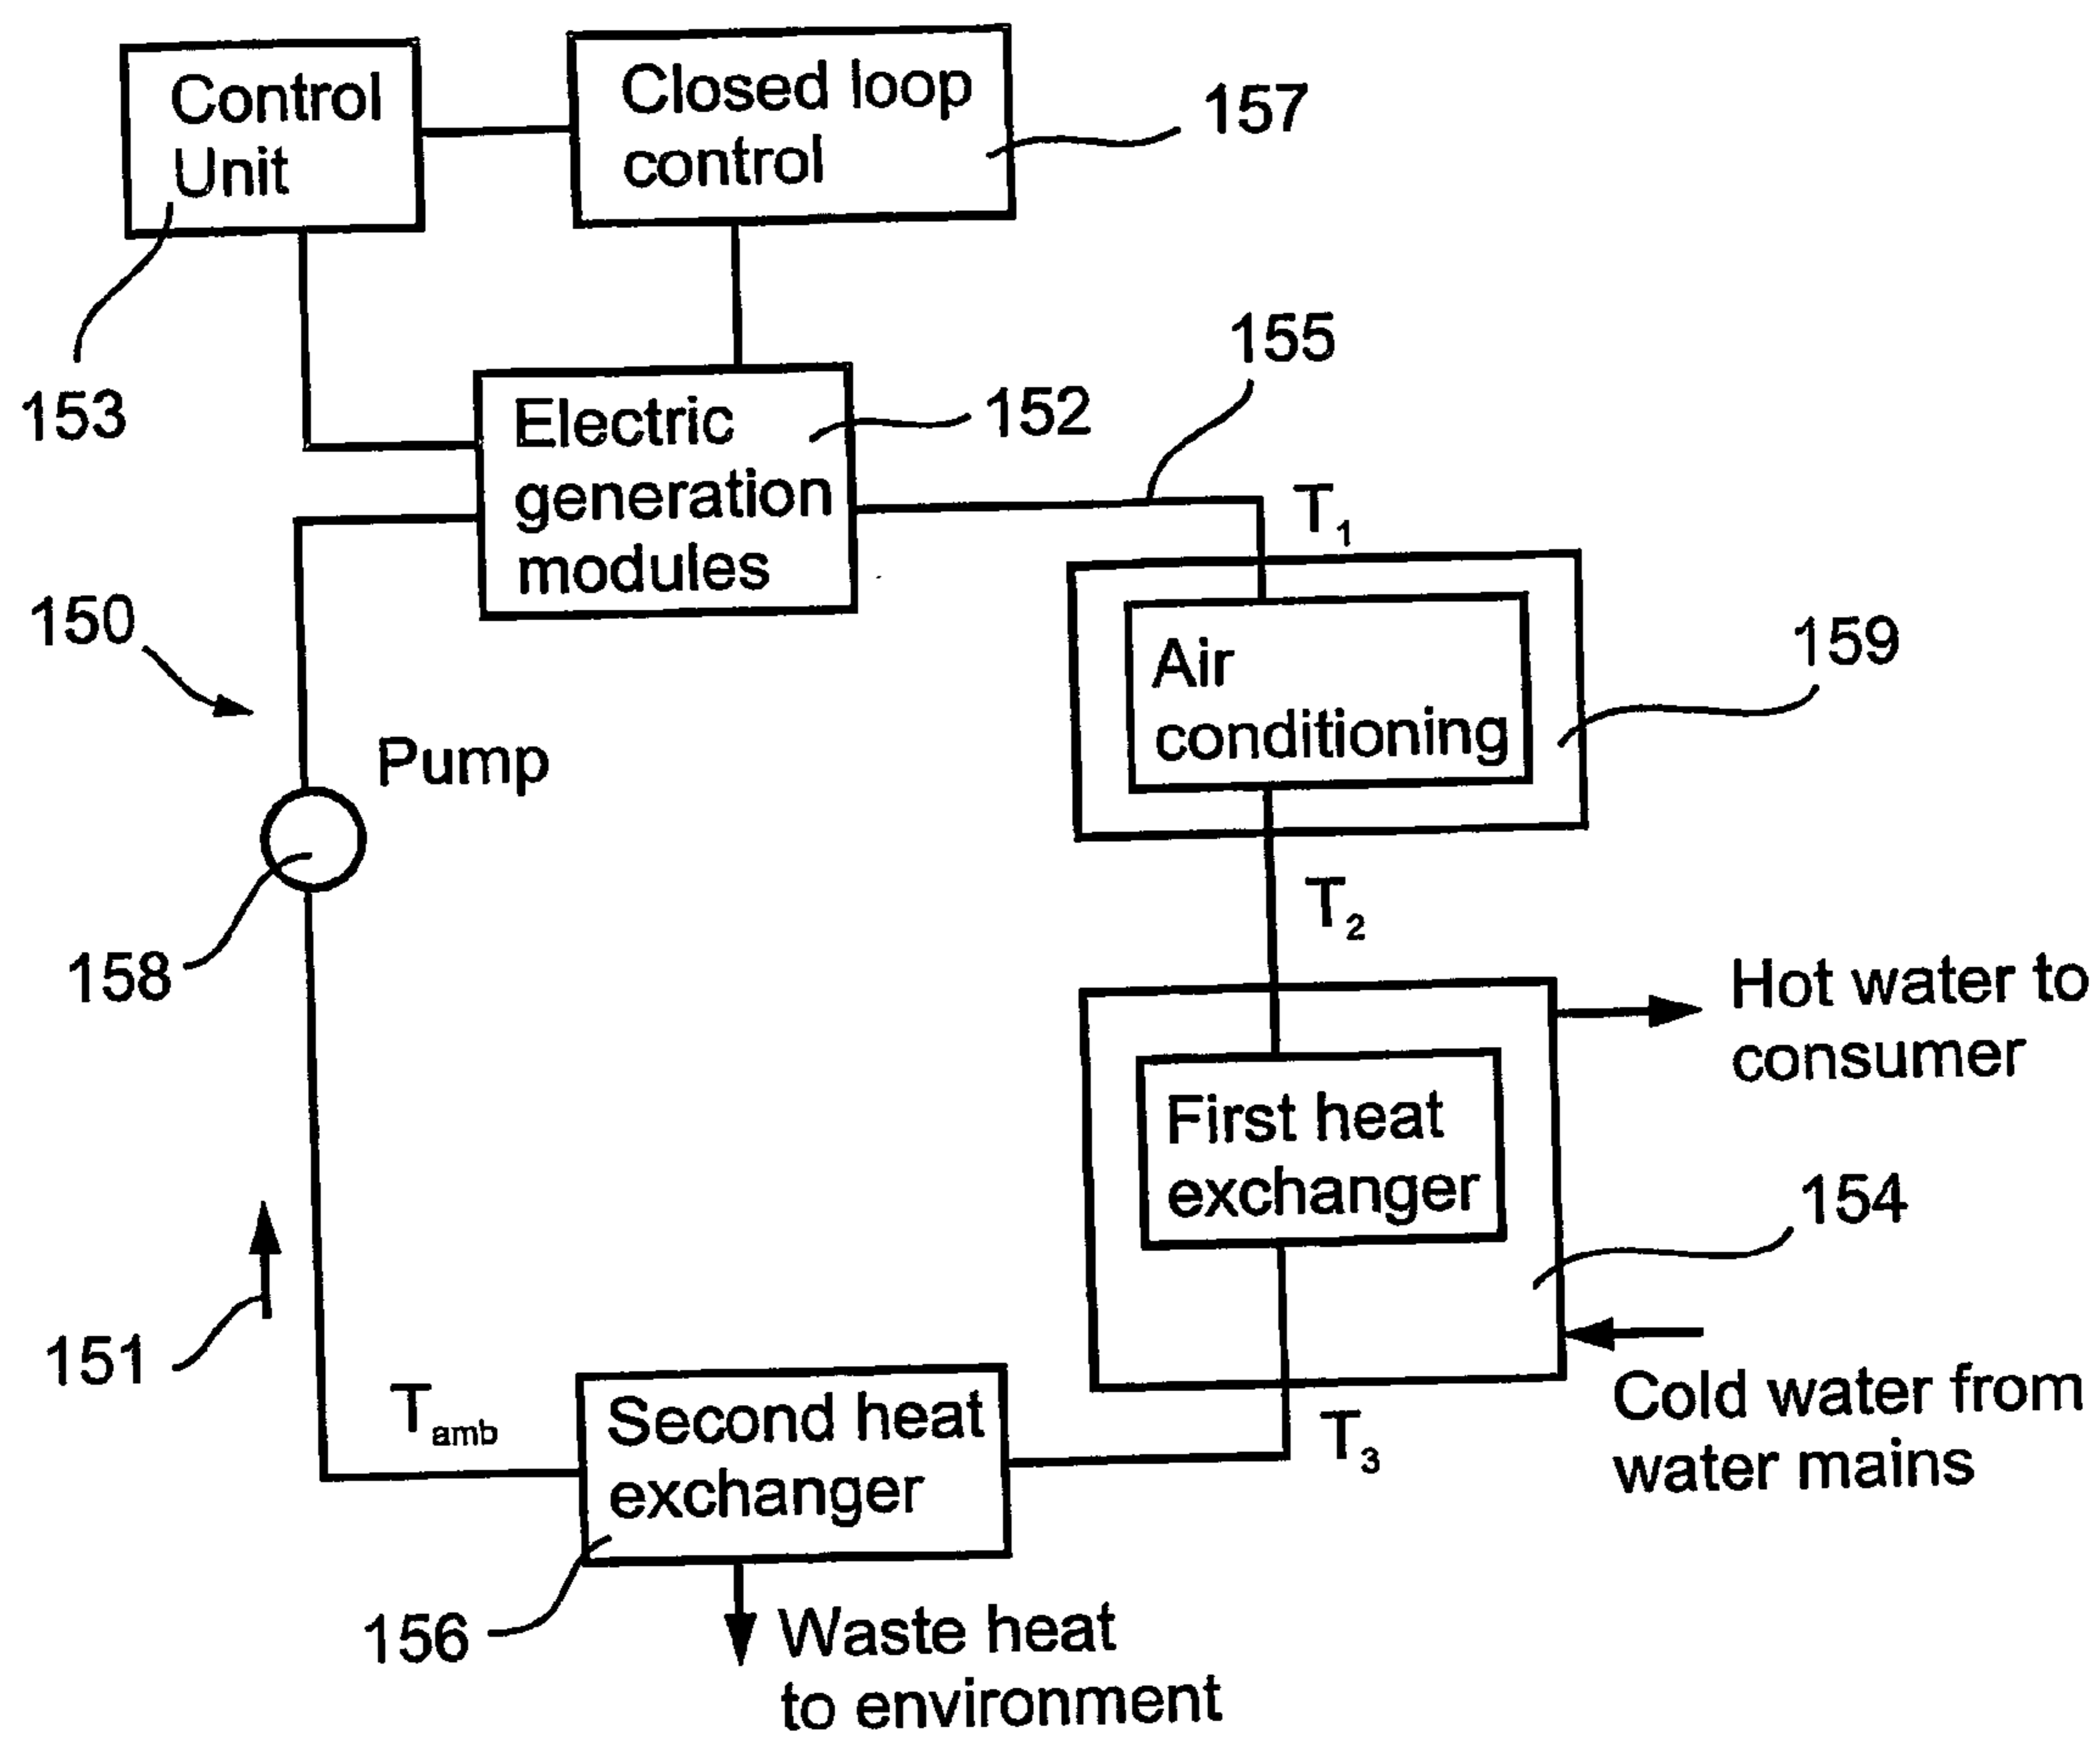 Control
Unit
Closed loop
control
157
153
155
Electric
generation
modules
152
T1
150
Air
conditioning
159
Pump
T2
158
Hot water to
consumer
First heat
exchanger
154
151
Tamb
Second heat
exchanger
T3
Cold water from
water mains
156
Waste heat
to environment